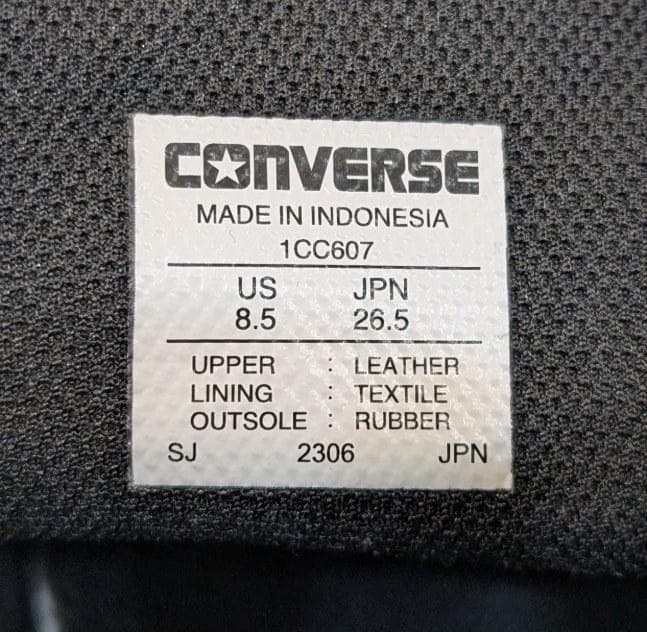 CONVERSE
MADE IN INDONESIA
1CC607
US JPN
8.5 26.5
UPPER : LEATHER
LINING : TEXTILE
OUTSOLE : RUBBER
SJ 2306 JPN